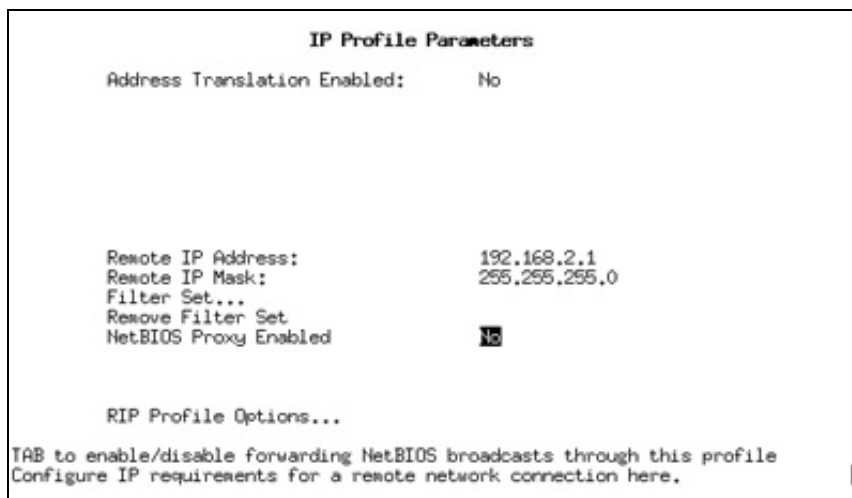 IP Profile Parameters
Address Translation Enabled: No
Remote IP Address: 192.168.2.1
Remote IP Mask: 255.255.255.0
Filter Set...
Remove Filter Set
NetBIOS Proxy Enabled No
RIP Profile Options...
TAB to enable/disable forwarding NetBIOS broadcasts through this profile
Configure IP requirements for a remote network connection here.